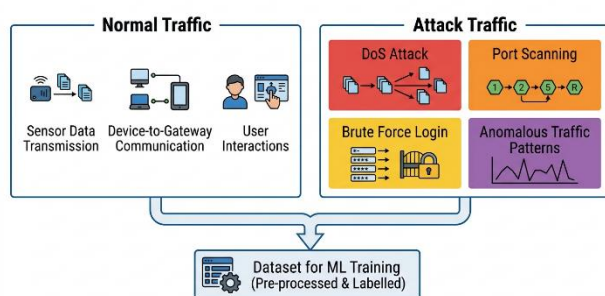 Normal Traffic
Sensor Data
Transmission
Device-to-Gateway
Communication
User
Interactions
Attack Traffic
DoS Attack
Port Scanning
1
2
5
R
Brute Force Login
Anomalous Traffic
Patterns
Dataset for ML Training
(Pre-processed & Labelled)